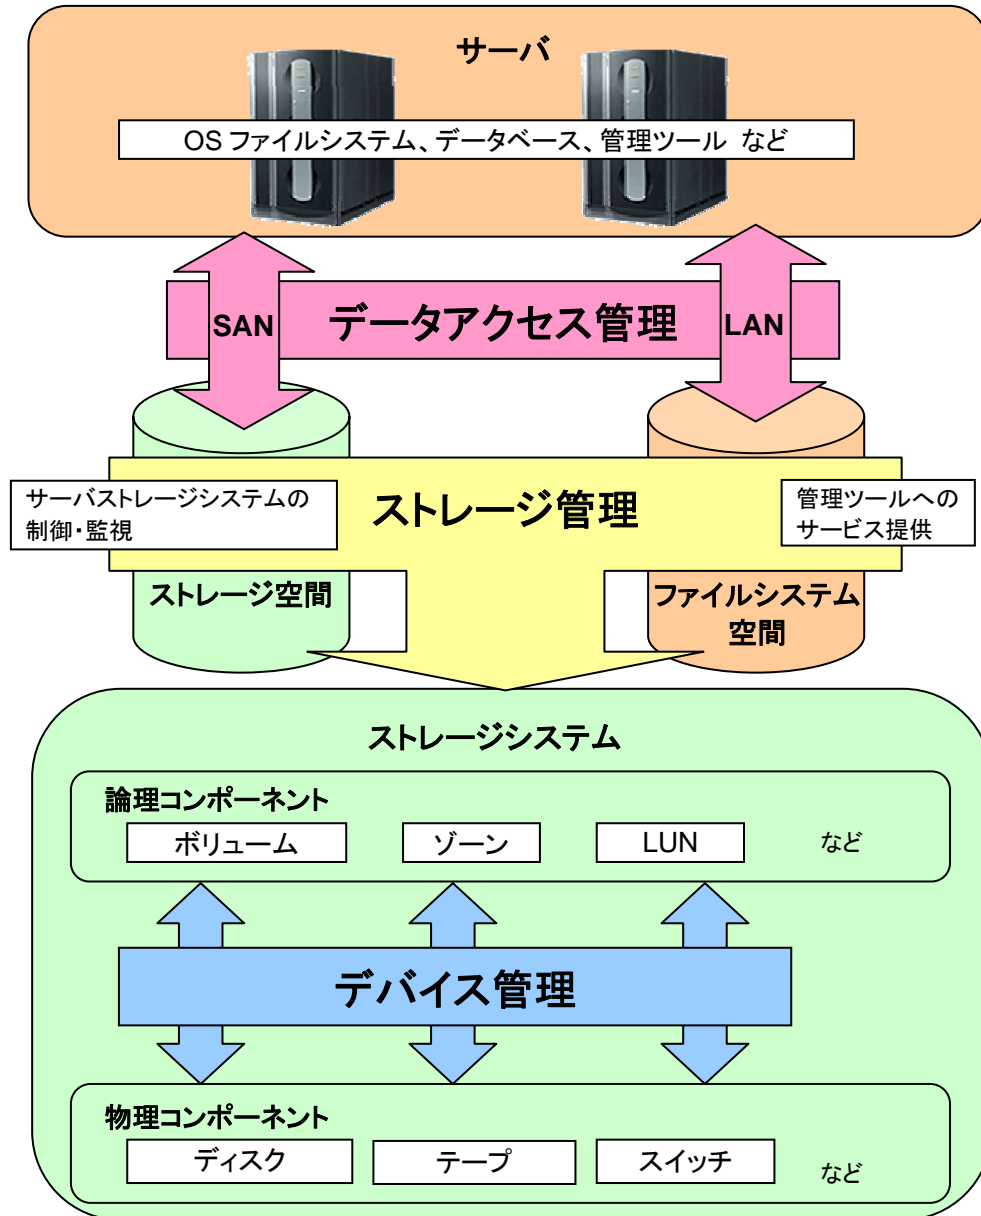 サーバ
OS ファイルシステム、データベース、管理ツール など
SAN
データアクセス管理
LAN
ストレージ管理
サーバストレージシステムの
制御・監視
管理ツールへの
サービス提供
ストレージ空間
ファイルシステム
空間
ストレージシステム
論理コンポーネント
ボリューム
ゾーン
LUN
など
デバイス管理
物理コンポーネント
ディスク
テープ
スイッチ
など